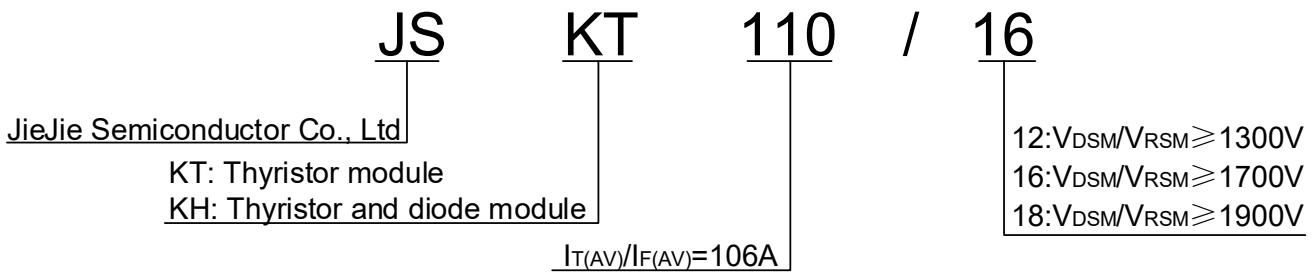 JS KT 110 / 16
JieJie Semiconductor Co., Ltd
KT: Thyristor module
KH: Thyristor and diode module
IT(AV)/IF(AV)=106A
12:VDSM/VRSM≥1300V
16:VDSM/VRSM≥1700V
18:VDSM/VRSM≥1900V